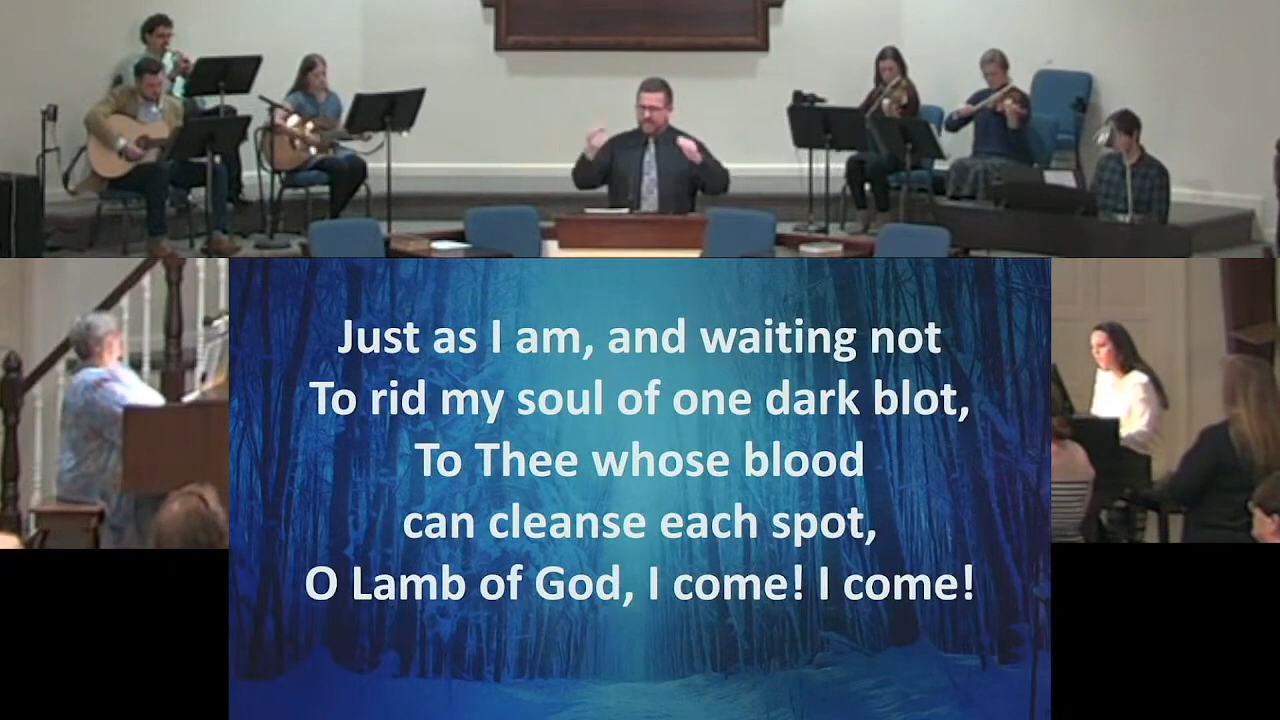 Just as I am, and waiting not
To rid my soul of one dark blot,
To Thee whose blood
can cleanse each spot,
O Lamb of God, I come! I come!